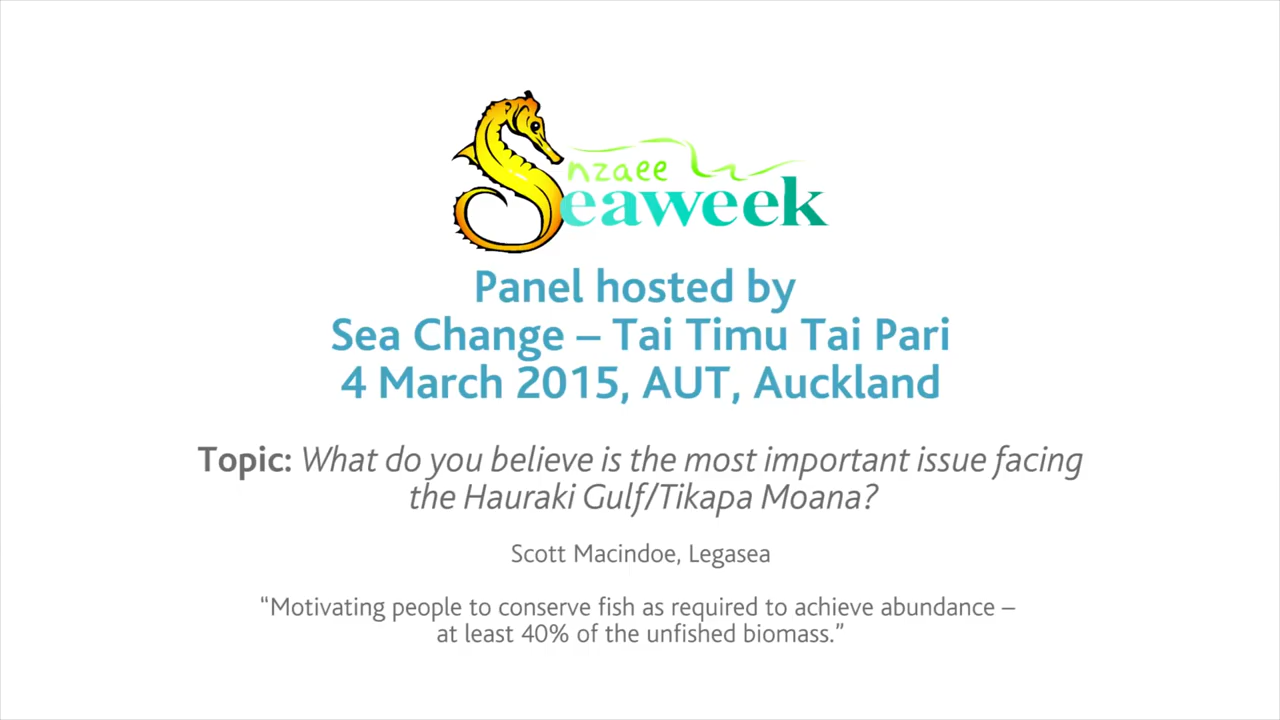 nzaee
Seaweek
Panel hosted by
Sea Change – Tai Timu Tai Pari
4 March 2015, AUT, Auckland
Topic: What do you believe is the most important issue facing
the Hauraki Gulf/Tikapa Moana?
Scott Macindoe, Legasea
“Motivating people to conserve fish as required to achieve abundance –
at least 40% of the unfished biomass.”